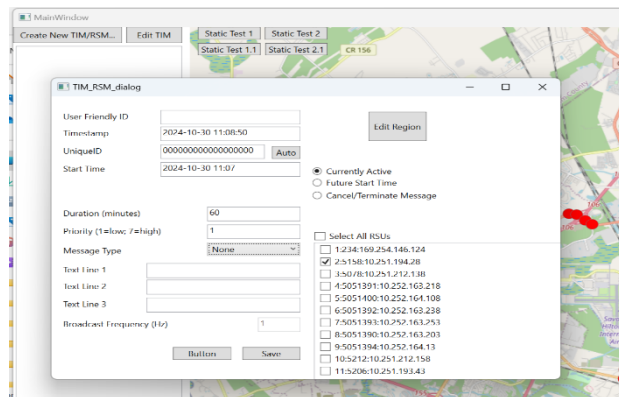 MainWindow
Create New TIM/RSM... Edit TIM Static Test 1 Static Test 2
Static Test 1.1 Static Test 2.1 CR 156
TIM_RSM_dialog
User Friendly ID
Edit Region
Timestamp 2024-10-30 11:08:50
UniqueID 000000000000000000 Auto
Start Time 2024-10-30 11:07
Currently Active
Future Start Time
Cancel/Terminate Message
Duration (minutes) 60
Priority (1=low; 7=high) 1
Select All RSUs
Message Type None
1:234:169.254.146.124
2:5158:10.251.194.28
3:5078:10.251.212.138
4:5051391:10.252.163.218
5:5051400:10.252.164.108
6:5051392:10.252.163.238
7:5051393:10.252.163.253
8:5051390:10.252.163.203
9:5051394:10.252.164.13
10:5212:10.251.212.158
11:5206:10.251.193.43
Text Line 1
Text Line 2
Text Line 3
Broadcast Frequency (Hz) 1
Button Save